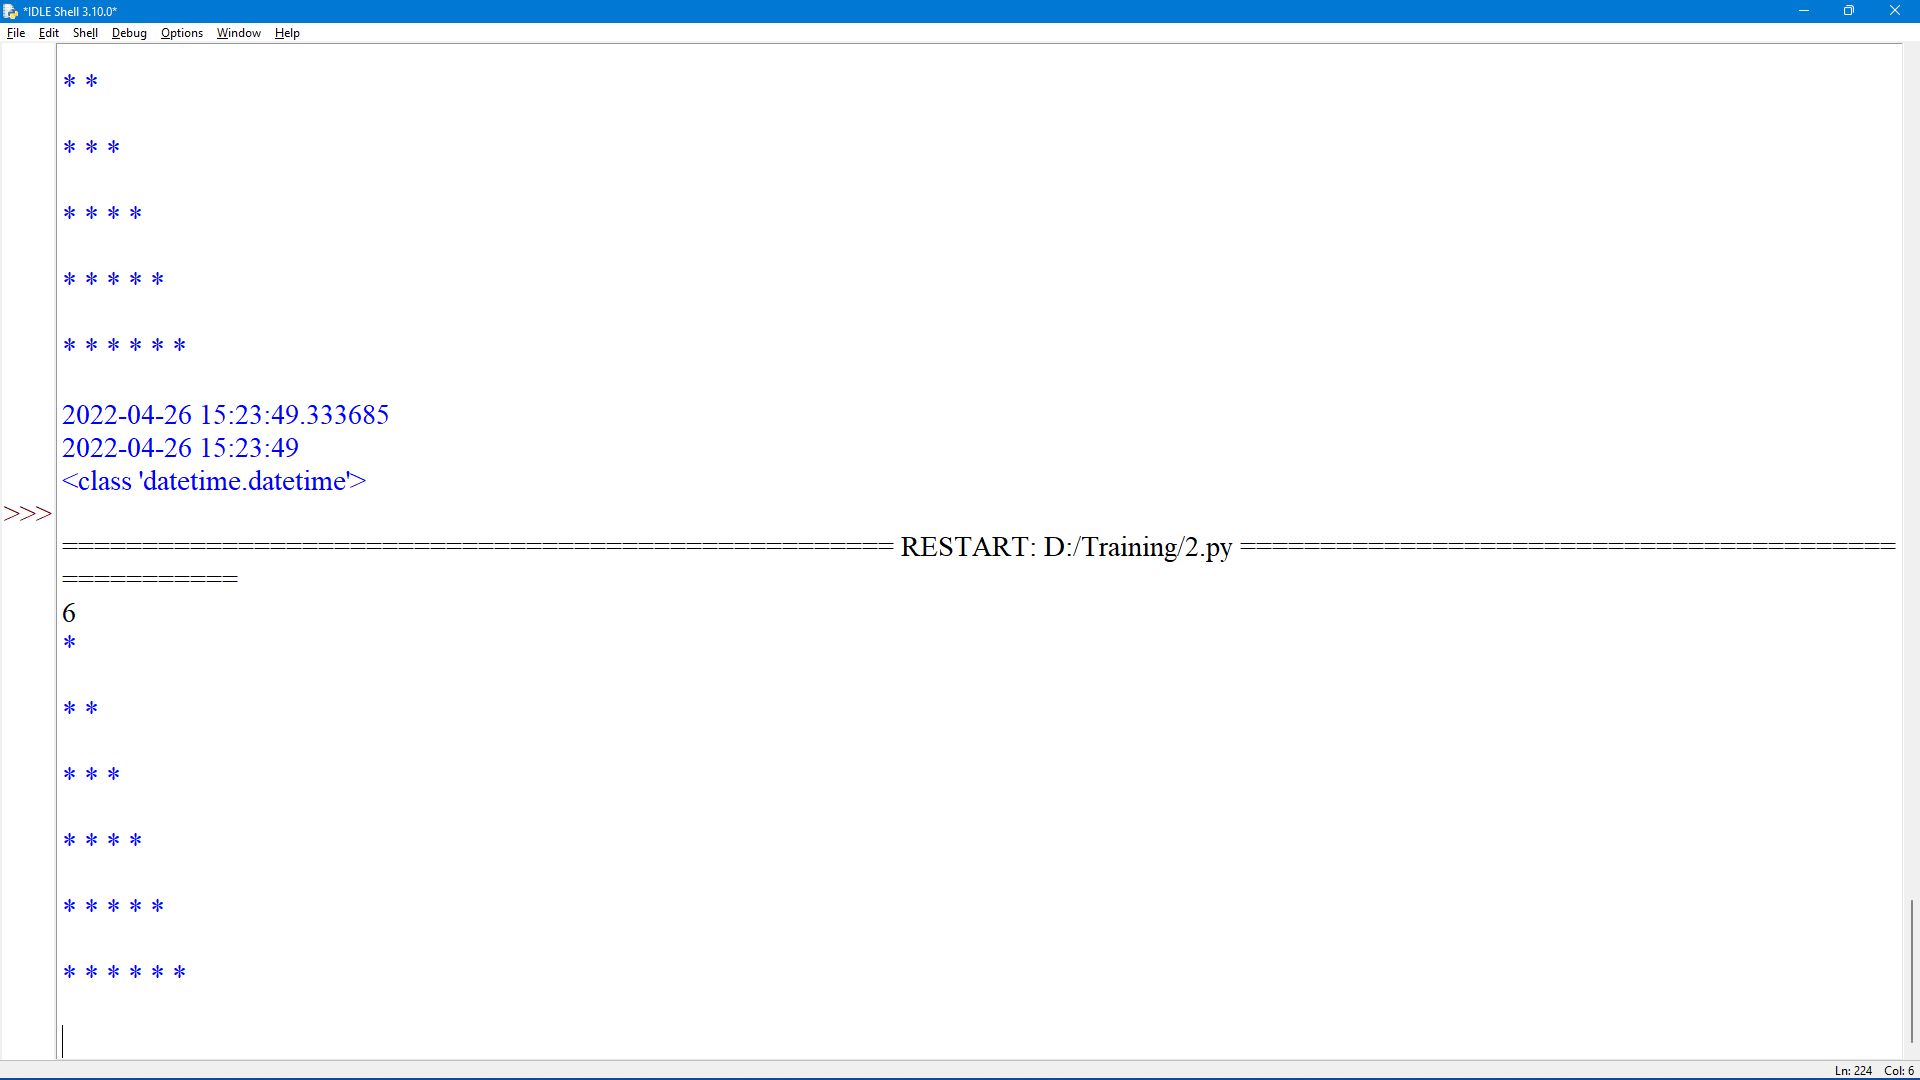 *IDLE Shell 3.10.0*
File Edit Shell Debug Options Window Help
* *
* * *
* * * *
* * * * *
* * * * * *
2022-04-26 15:23:49.333685
2022-04-26 15:23:49
<class 'datetime.datetime'>
>>>
==================================================== RESTART: D:/Training/2.py =========================================
===========
6
*
* *
* * *
* * * *
* * * * *
* * * * * *
Ln: 224 Col: 6